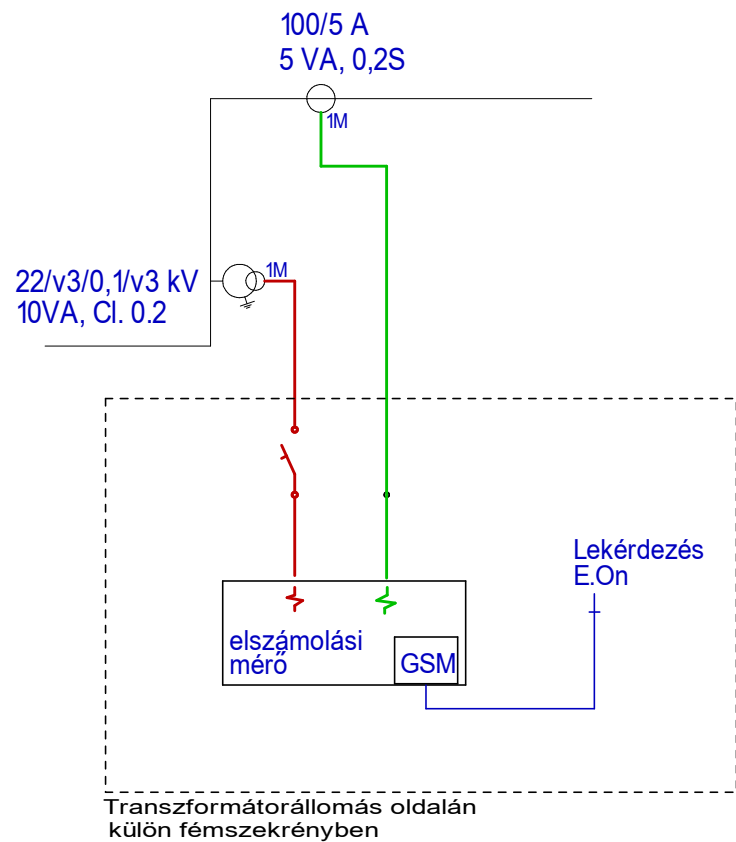 100/5 A
5 VA, 0,2S
1M
22/v3/0,1/v3 kV
10VA, Cl. 0.2
1M
Lekérdezés
E.On
elszámolási
mérő
GSM
Transzformátorállomás oldalán
külön fémszekrényben